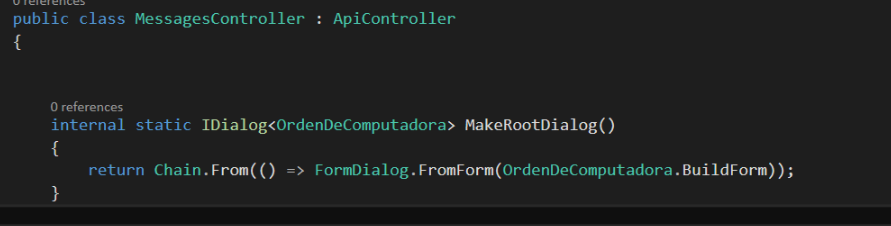 0 references
public class MessagesController : ApiController
{
0 references
internal static IDialog<OrdenDeComputadora> MakeRootDialog()
{
return Chain.From(() => FormDialog.FromForm(OrdenDeComputadora.BuildForm));
}